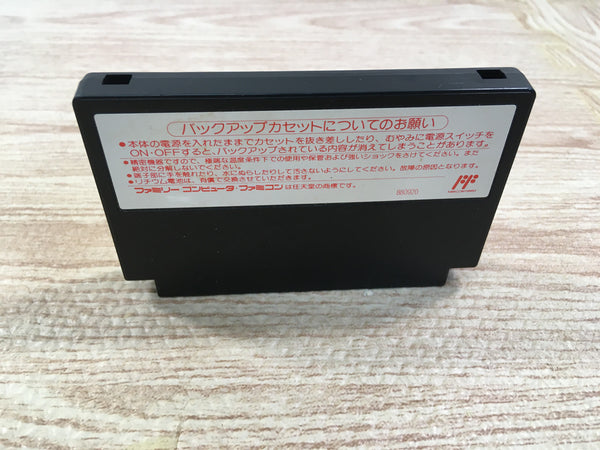 バックアップカセットについてのお願い
●本体の電源を入れたままでカセットを抜き差ししたり、むやみに電源スイッチを
ON・OFFすると、バックアップされている内容が消えてしまうことがあります。
●精密機器ですので、極端な温度条件下での使用や保管および強いショックをさけてください。また
絶対に分解しないでください。
●端子部に手を触れたり、水にぬらしたりして汚さないようにしてください。故障の原因となります。
●リチウム電池は、有償で交換させていただきます。
ファミリーコンピュータ・ファミコンは任天堂の商標です。
BB0920